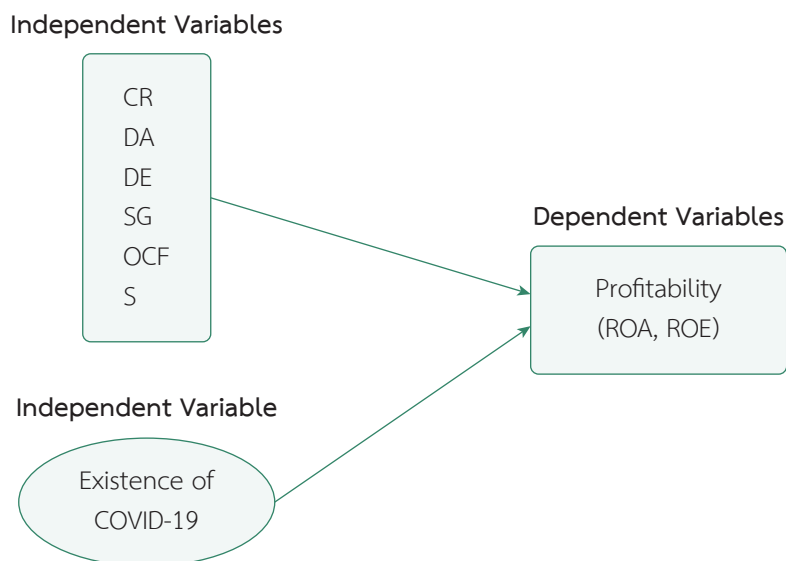 Independent Variables
CR
DA
DE
SG
OCF
S
Dependent Variables
Profitability
(ROA, ROE)
Independent Variable
Existence of
COVID-19